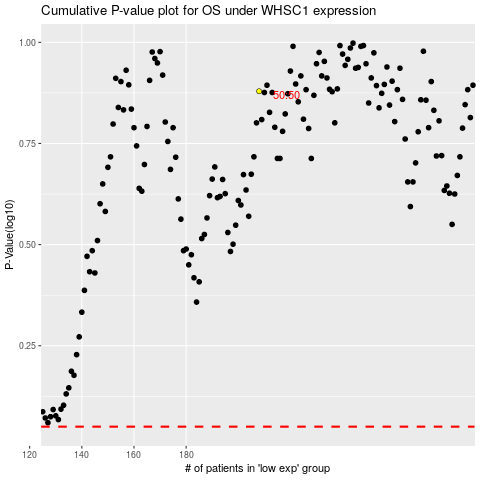 Cumulative P-value plot for OS under WHSC1 expression
P-Value(log10)
1.00
0.75
0.50
0.25
50:50
120 140 160 180
# of patients in 'low exp' group